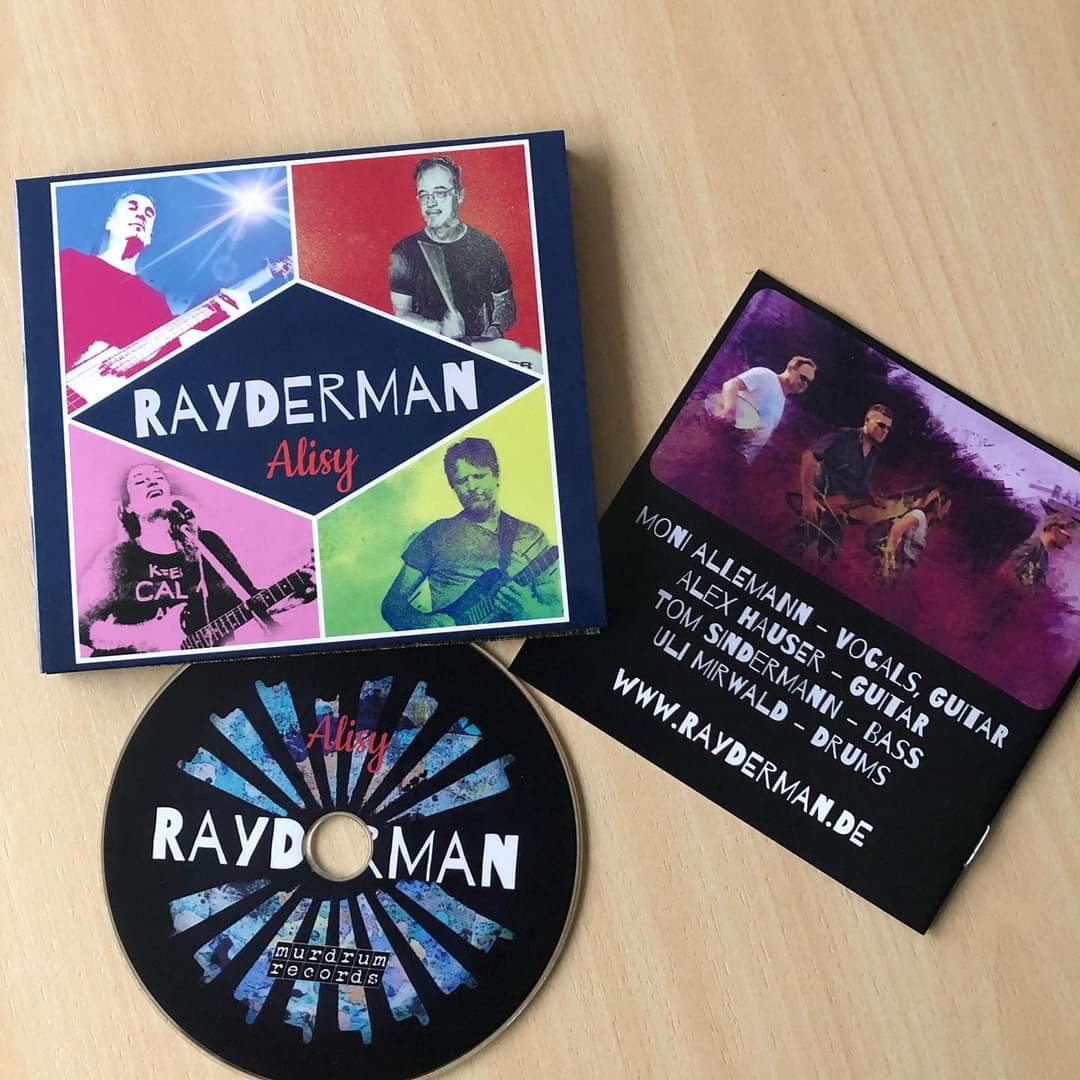 RAYDERMAN
Alisy
KEEP
CAL
MONI ALLEMANN – VOCALS, GUITAR
ALEX HAUSER – GUITAR
TOM SINDERMANN – BASS
ULI MIRWALD – DRUMS
WWW.RAYDERMAN.DE
Alisy
RAYDERMAN
murdrum
records